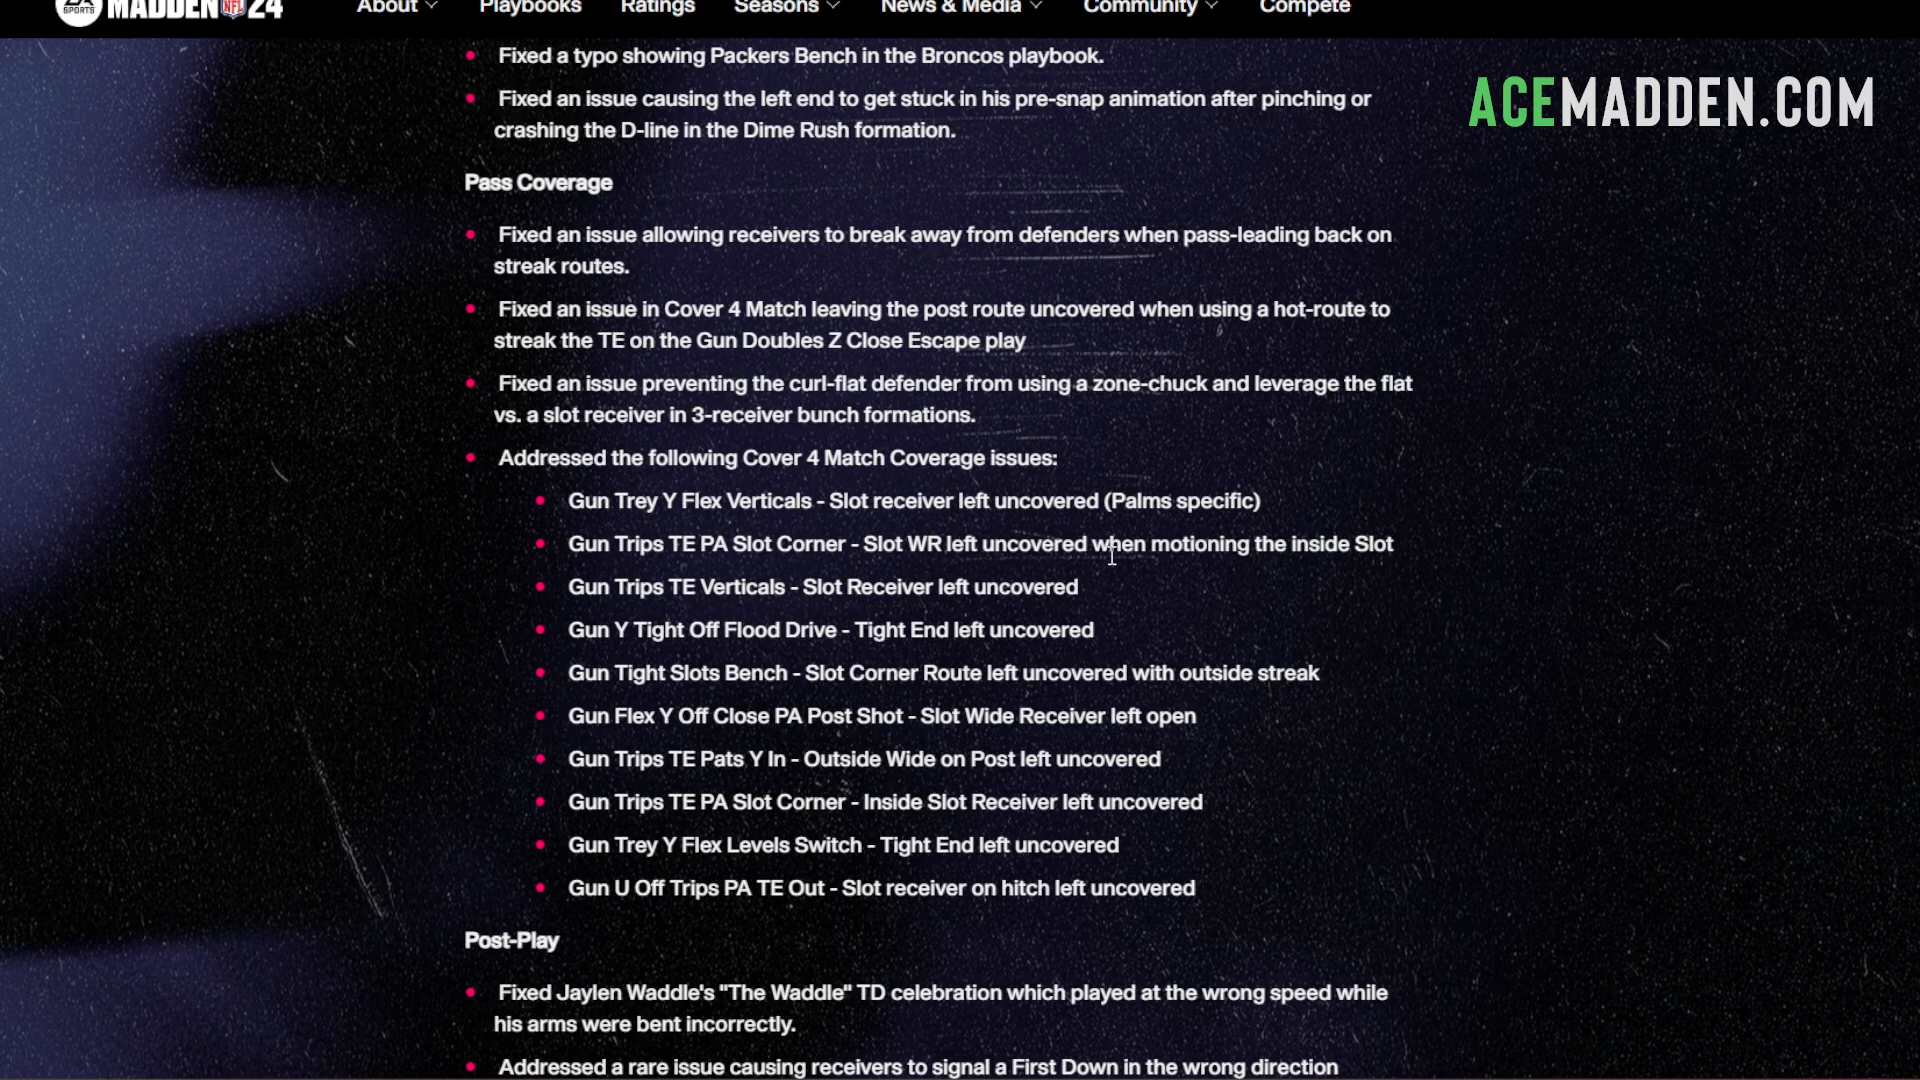 EA SPORTS MADDEN NFL 24 About Playbooks Ratings Seasons News & Media Community Compete
Fixed a typo showing Packers Bench in the Broncos playbook.
ACEMADDEN.COM
Fixed an issue causing the left end to get stuck in his pre-snap animation after pinching or
crashing the D-line in the Dime Rush formation.
Pass Coverage
Fixed an issue allowing receivers to break away from defenders when pass-leading back on
streak routes.
Fixed an issue in Cover 4 Match leaving the post route uncovered when using a hot-route to
streak the TE on the Gun Doubles Z Close Escape play
Fixed an issue preventing the curl-flat defender from using a zone-chuck and leverage the flat
vs. a slot receiver in 3-receiver bunch formations.
Addressed the following Cover 4 Match Coverage issues:
Gun Trey Y Flex Verticals - Slot receiver left uncovered (Palms specific)
Gun Trips TE PA Slot Corner - Slot WR left uncovered when motioning the inside Slot
Gun Trips TE Verticals - Slot Receiver left uncovered
Gun Y Tight Off Flood Drive - Tight End left uncovered
Gun Tight Slots Bench - Slot Corner Route left uncovered with outside streak
Gun Flex Y Off Close PA Post Shot - Slot Wide Receiver left open
Gun Trips TE Pats Y In - Outside Wide on Post left uncovered
Gun Trips TE PA Slot Corner - Inside Slot Receiver left uncovered
Gun Trey Y Flex Levels Switch - Tight End left uncovered
Gun U Off Trips PA TE Out - Slot receiver on hitch left uncovered
Post-Play
Fixed Jaylen Waddle's "The Waddle" TD celebration which played at the wrong speed while
his arms were bent incorrectly.
Addressed a rare issue causing receivers to signal a First Down in the wrong direction